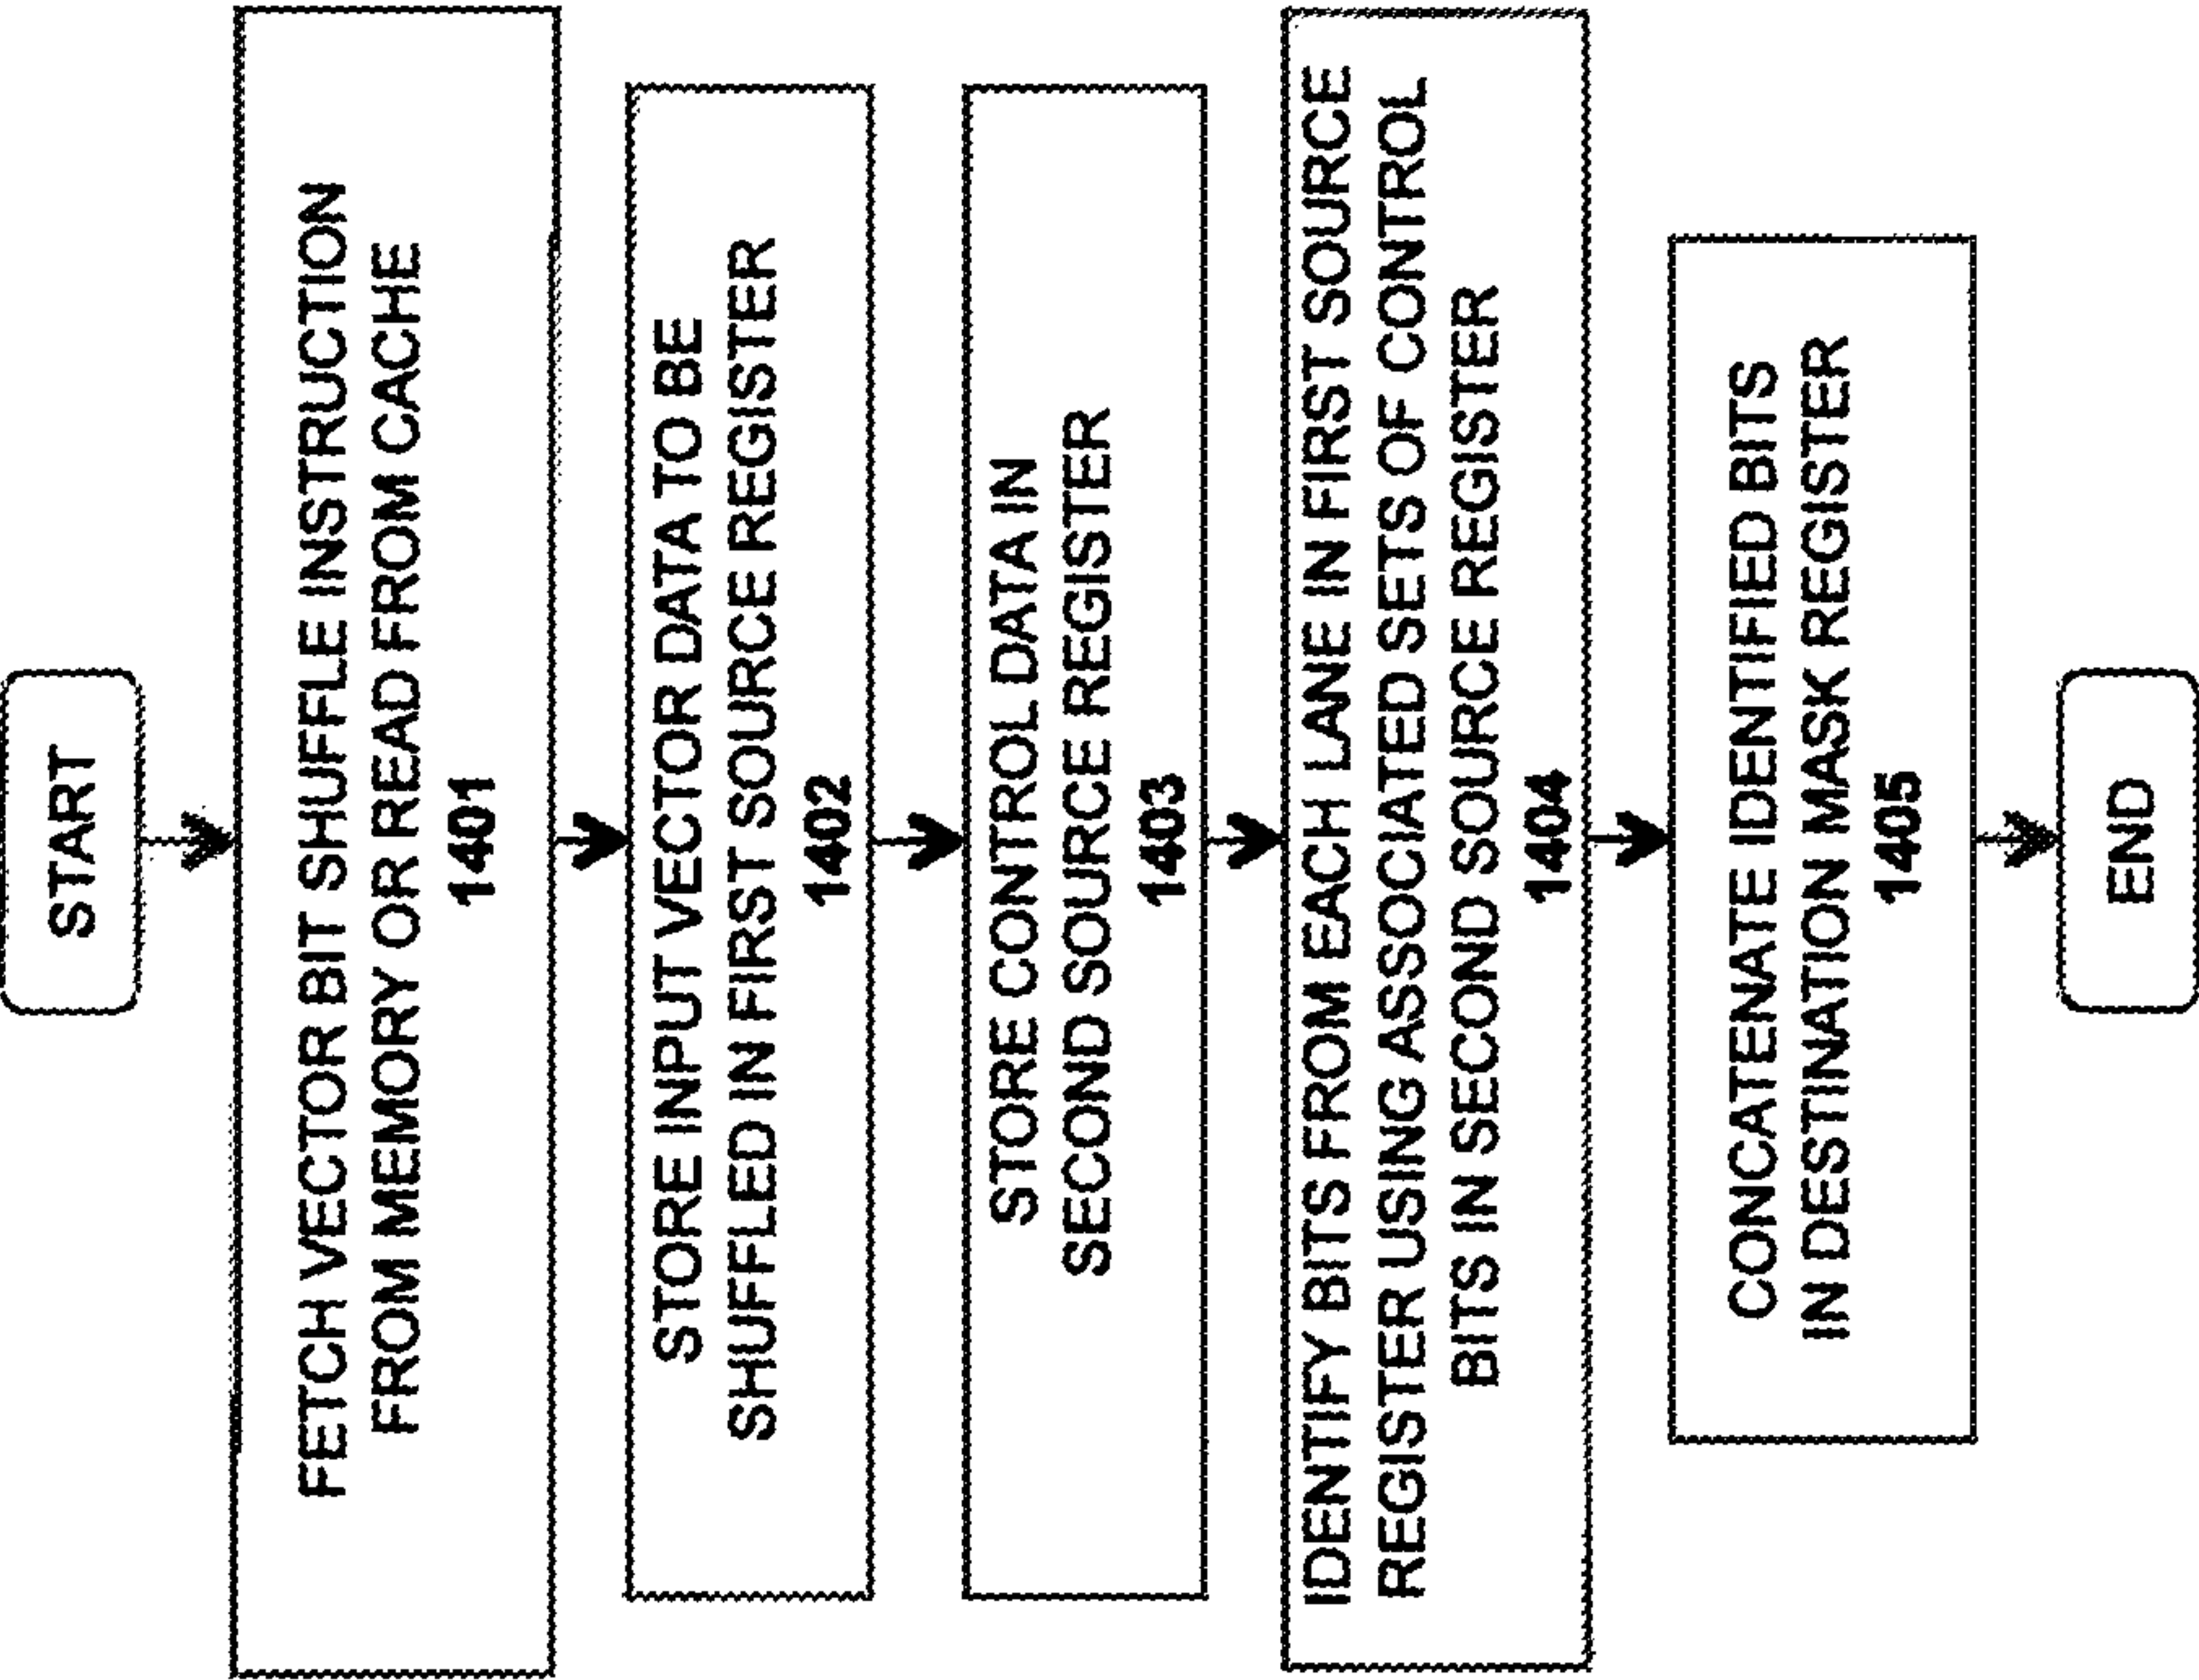 START
FETCH VECTOR BIT SHUFFLE INSTRUCTION
FROM MEMORY OR READ FROM CACHE
1401
STORE INPUT VECTOR DATA TO BE
SHUFFLED IN FIRST SOURCE REGISTER
1402
STORE CONTROL DATA IN
SECOND SOURCE REGISTER
1403
IDENTIFY BITS FROM EACH LANE IN FIRST SOURCE
REGISTER USING ASSOCIATED SETS OF CONTROL
BITS IN SECOND SOURCE REGISTER
1404
CONCATENATE IDENTIFIED BITS
IN DESTINATION MASK REGISTER
1405
END